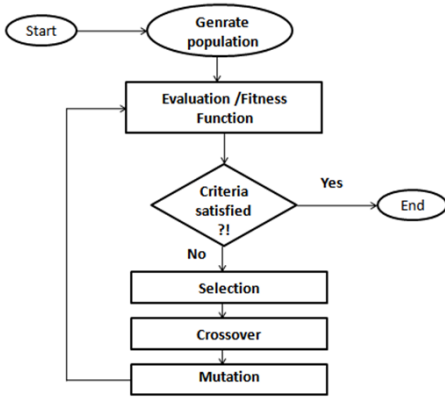 Start
Genrate
population
Evaluation /Fitness
Function
Criteria
satisfied
?!
Yes
End
No
Selection
Crossover
Mutation